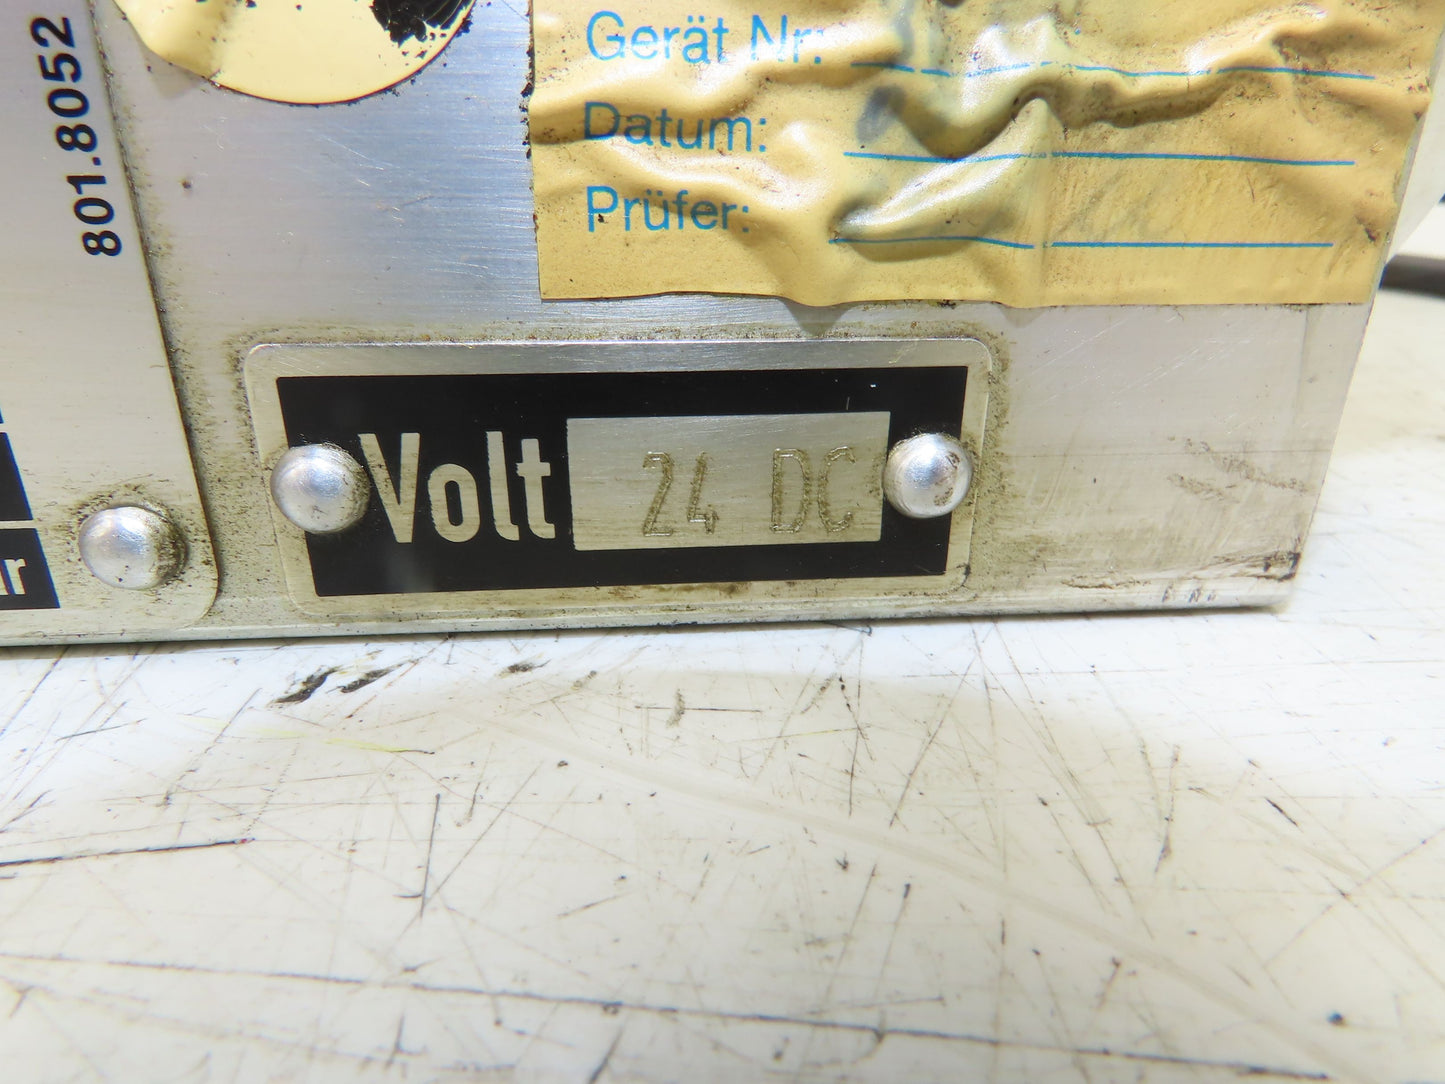 801.8052
Gerät Nr:
Datum:
Prüfer:
Volt 24 DC